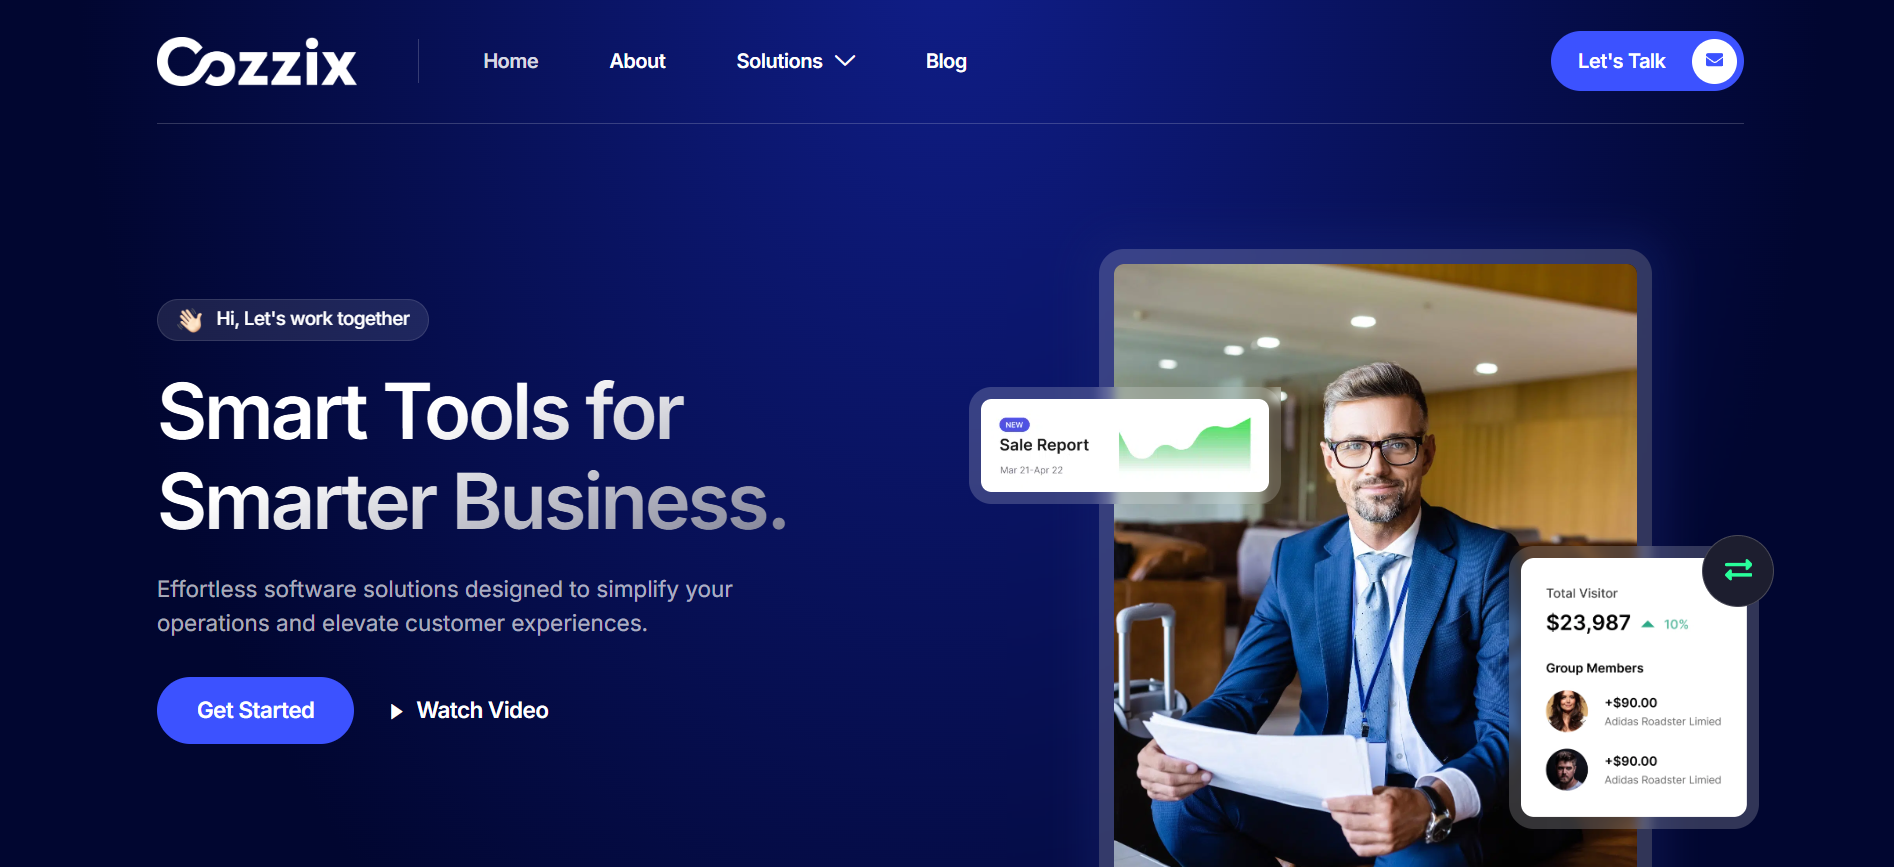 Cozzix
Home
About
Solutions
Blog
Let's Talk
Hi, Let's work together
Smart Tools for
Smarter Business.
Effortless software solutions designed to simplify your
operations and elevate customer experiences.
Get Started
Watch Video
NEW
Sale Report
Mar 21-Apr 22
Total Visitor
$23,987
10%
Group Members
+$90.00
Adidas Roadster Limied
+$90.00
Adidas Roadster Limied